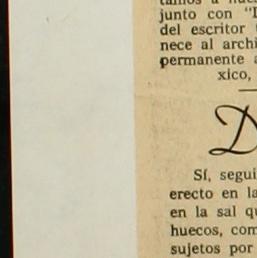 junto con "
del escritor
nece al archi
permanente a
xico,
D
Sí, segui
erecto en la
en la sal qu
huecos, com
sujetos por